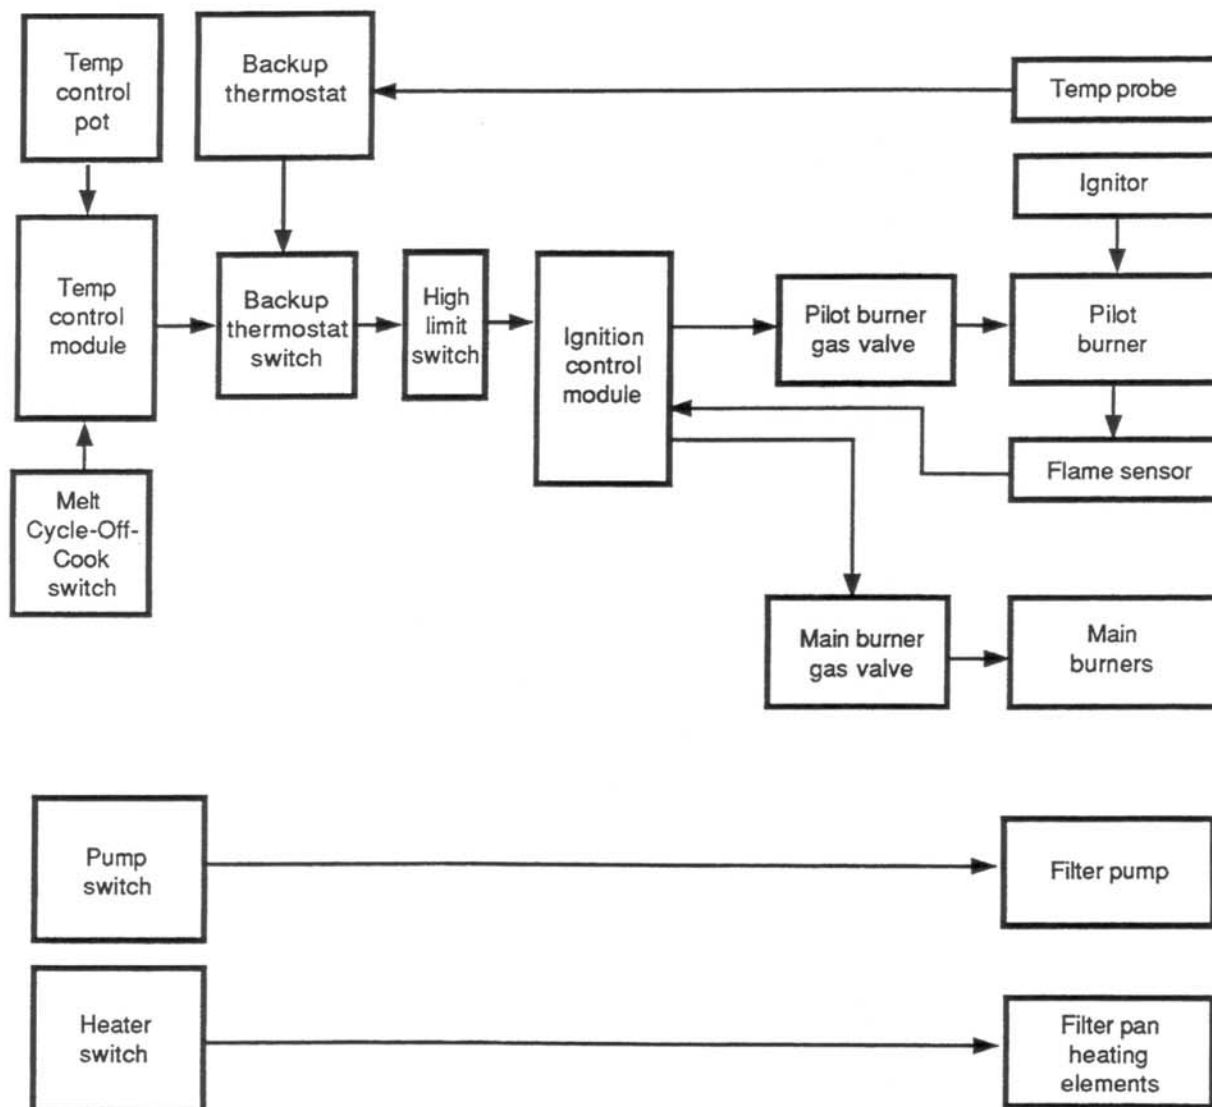 Temp
control
pot
Backup
thermostat
Temp probe
Ignitor
Temp
control
module
Backup
thermostat
switch
High
limit
switch
Ignition
control
module
Pilot burner
gas valve
Pilot
burner
Flame sensor
Melt
Cycle-Off-
Cook
switch
Main burner
gas valve
Main
burners
Pump
switch
Filter pump
Heater
switch
Filter pan
heating
elements